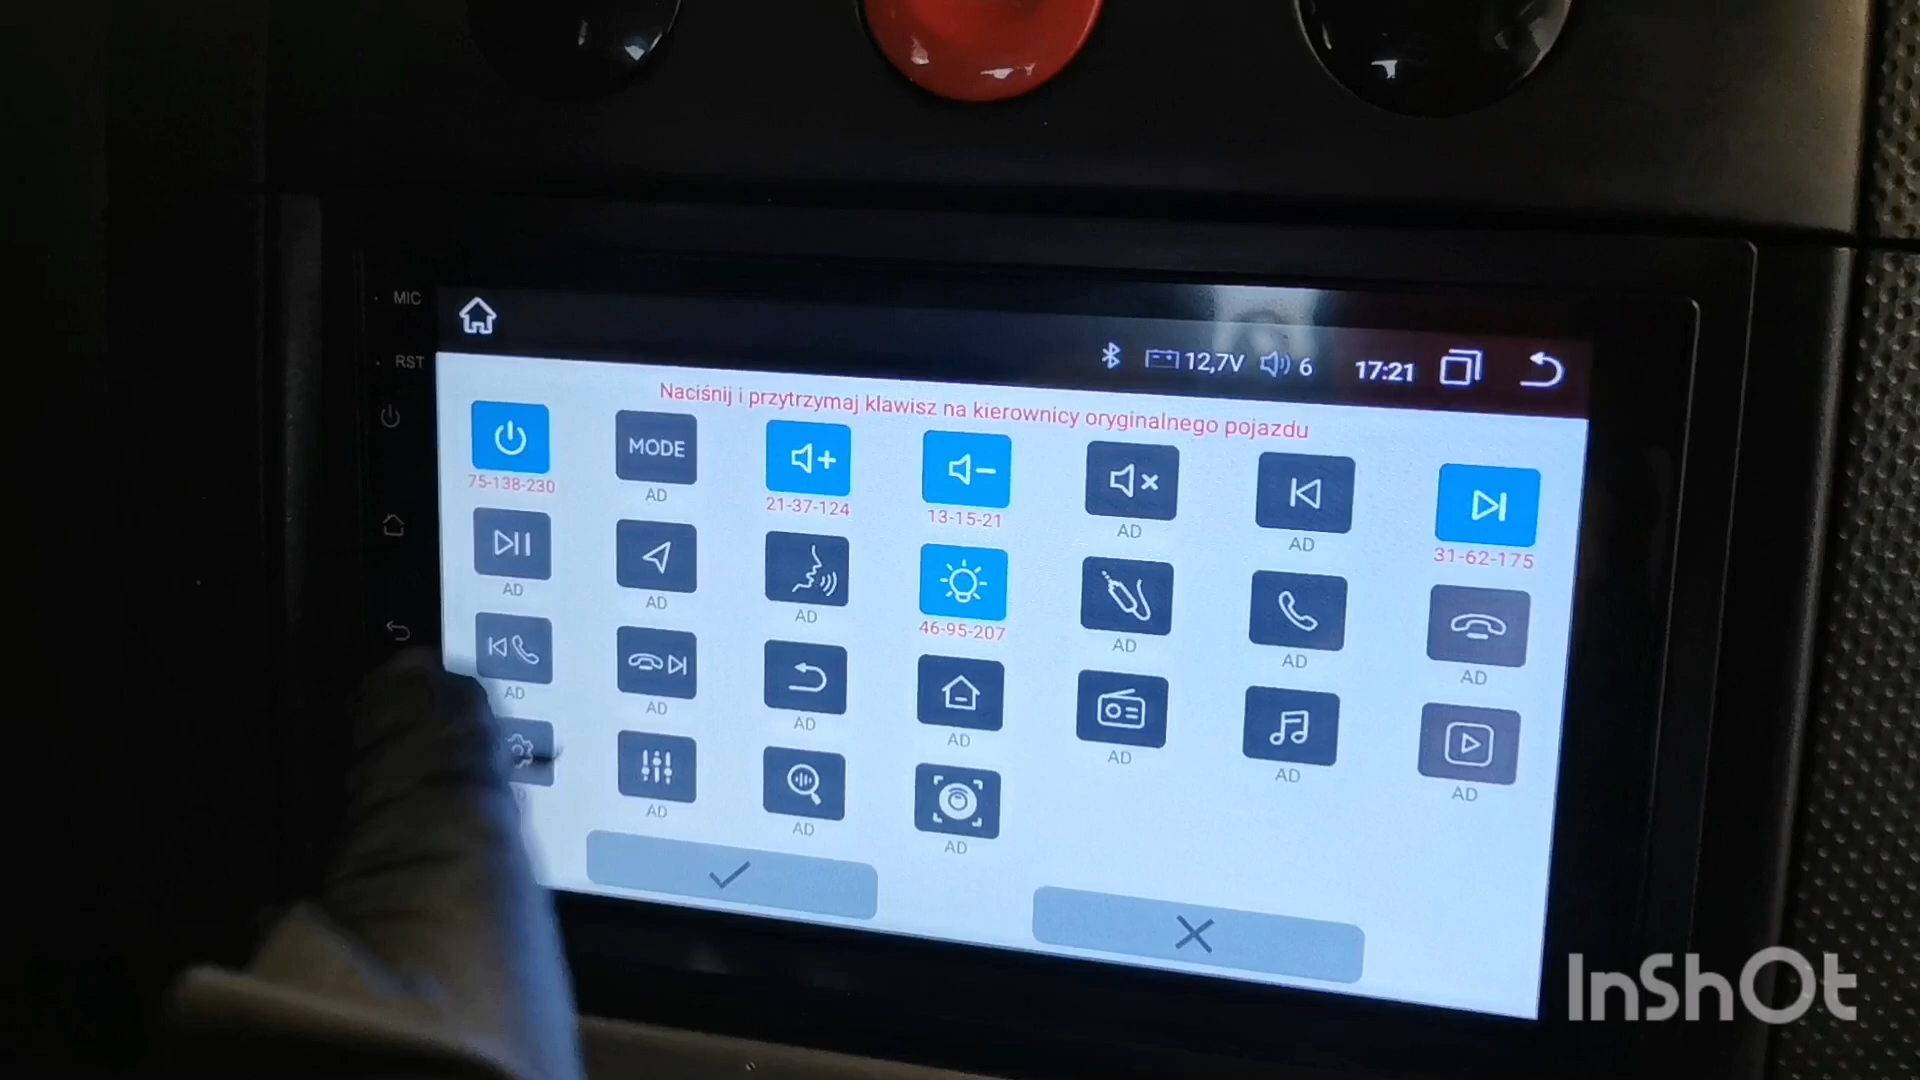 MIC
RST
12,7V
6
17:21
Naciśnij i przytrzymaj klawisz na kierownicy oryginalnego pojazdu
75-138-230
MODE
AD
21-37-124
13-15-21
AD
AD
31-62-175
AD
AD
AD
46-95-207
AD
AD
AD
AD
AD
AD
AD
AD
AD
AD
AD
AD
AD
AD
InShOt